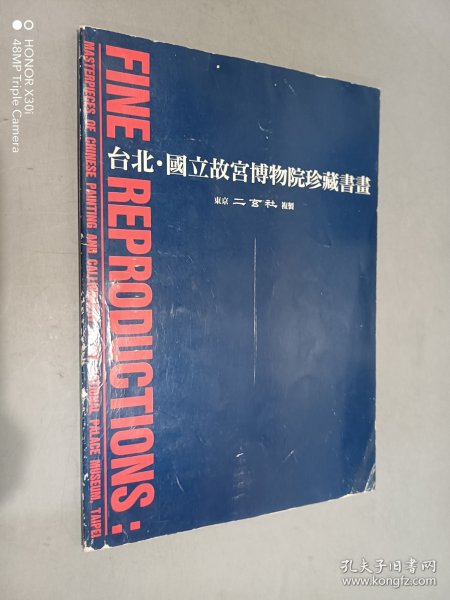 HONOR X30i
48MP Triple Camera
FINE REPRODUCTIONS:
MASTERPIECES OF CHINESE PAINTING AND CALLIGRAPHY NATIONAL PALACE MUSEUM, TAIPEI
台北・國立故宮博物院珍藏書畫
東京 二玄社 複製
孔夫子旧书网
www.kongfz.com